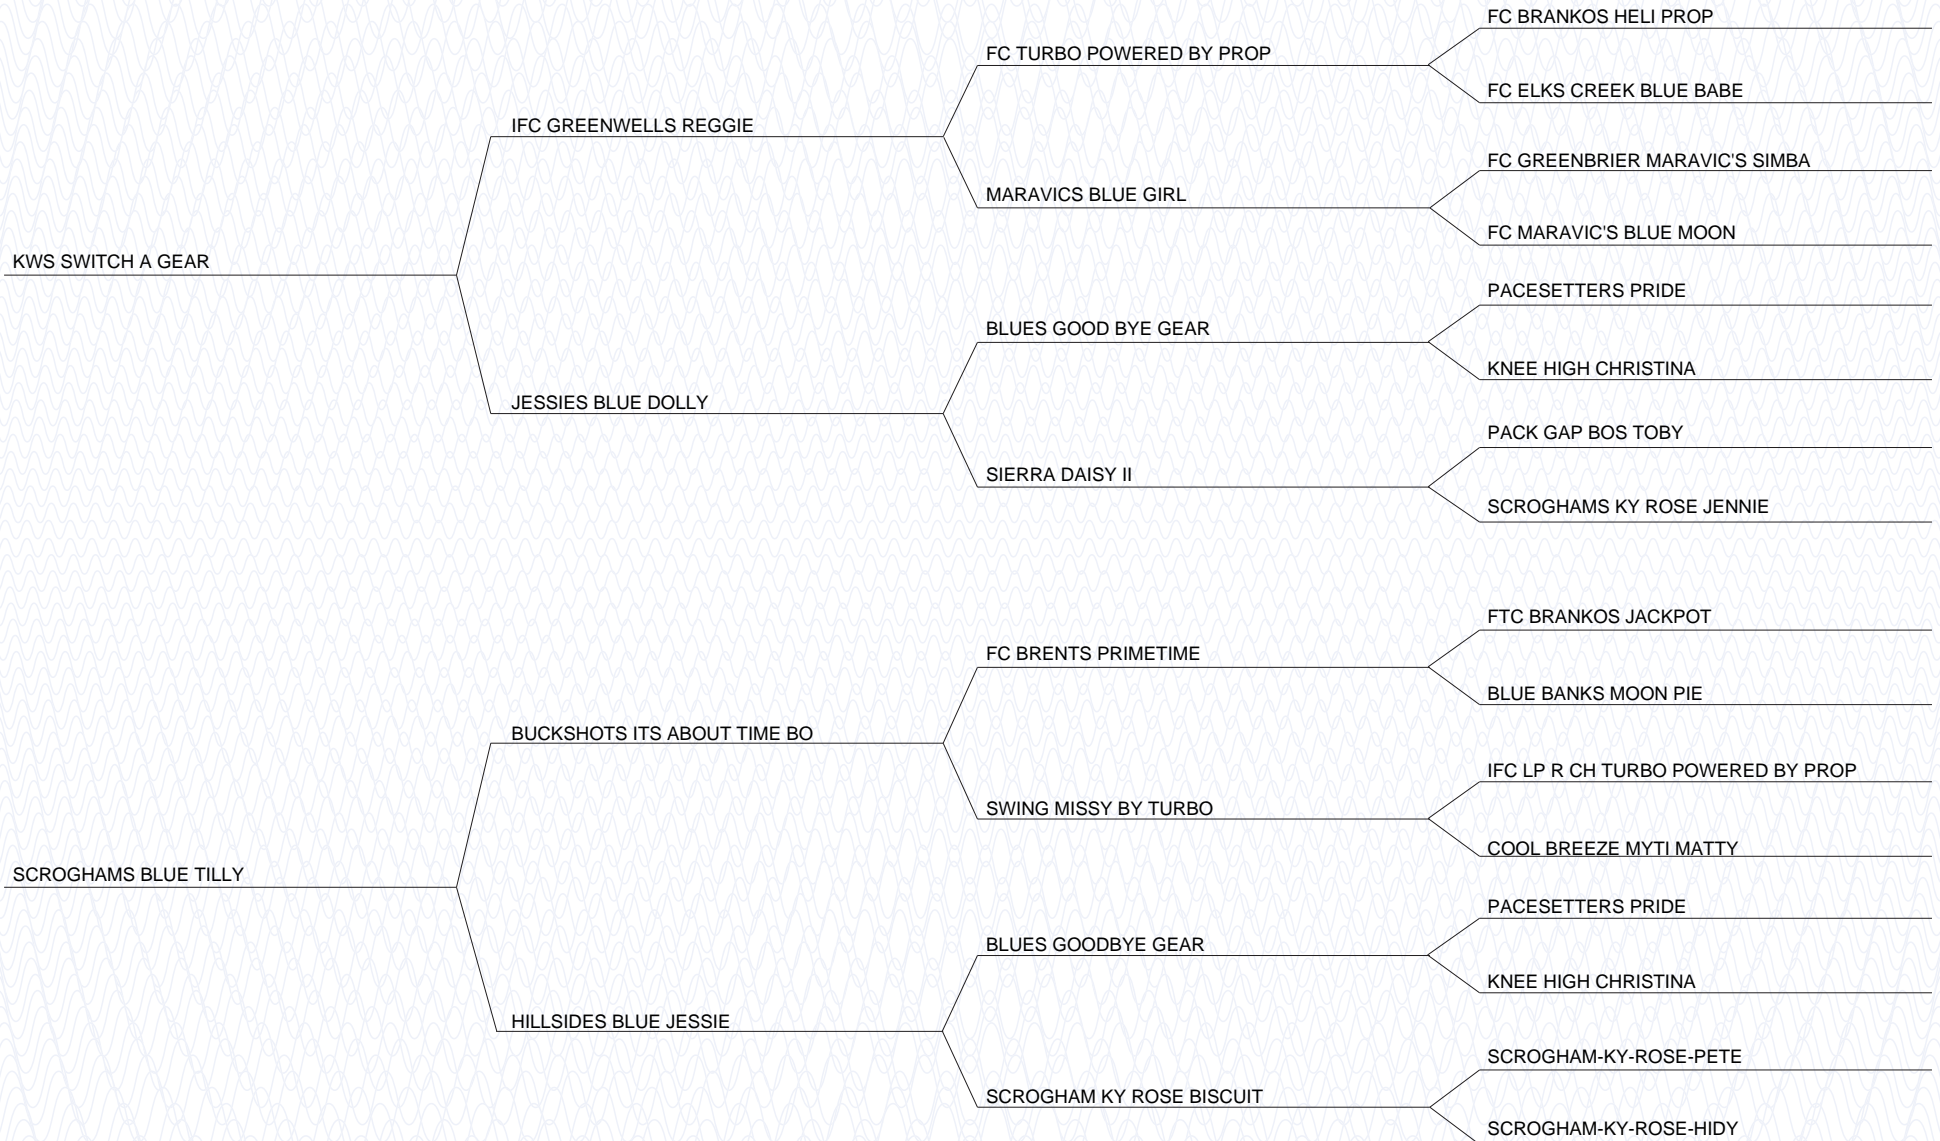 FC BRANKOS HELI PROP
FC TURBO POWERED BY PROP
FC ELKS CREEK BLUE BABE
IFC GREENWELLS REGGIE
FC GREENBRIER MARAVIC'S SIMBA
MARAVICS BLUE GIRL
FC MARAVIC'S BLUE MOON
KWS SWITCH A GEAR
PACESETTERS PRIDE
BLUES GOOD BYE GEAR
KNEE HIGH CHRISTINA
JESSIES BLUE DOLLY
PACK GAP BOS TOBY
SIERRA DAISY II
SCROGHAMS KY ROSE JENNIE
FTC BRANKOS JACKPOT
FC BRENTS PRIMETIME
BLUE BANKS MOON PIE
BUCKSHOTS ITS ABOUT TIME BO
IFC LP R CH TURBO POWERED BY PROP
SWING MISSY BY TURBO
COOL BREEZE MYTI MATTY
SCROGHAMS BLUE TILLY
PACESETTERS PRIDE
BLUES GOODBYE GEAR
KNEE HIGH CHRISTINA
HILLSIDES BLUE JESSIE
SCROGHAM-KY-ROSE-PETE
SCROGHAM KY ROSE BISCUIT
SCROGHAM-KY-ROSE-HIDY